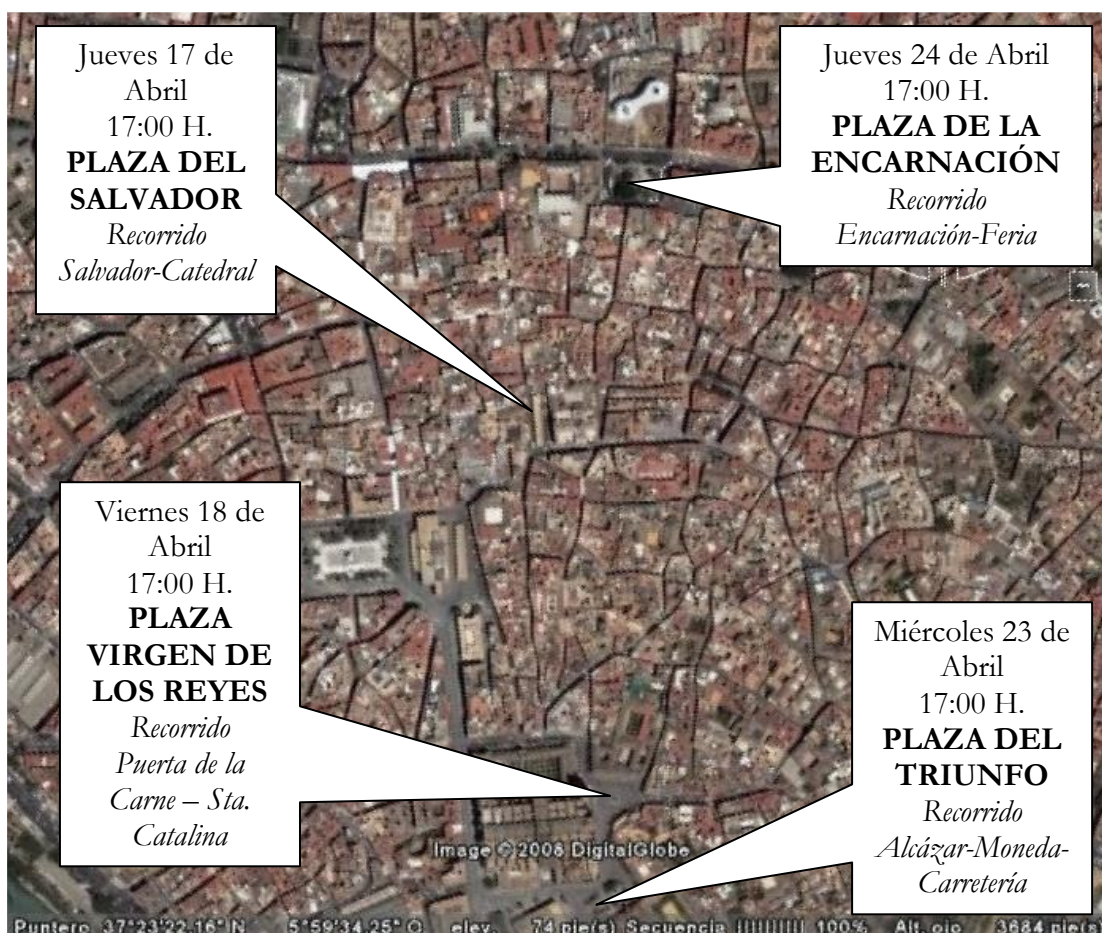 Jueves 17 de
Abril
17:00 H.
PLAZA DEL
SALVADOR
Recorrido
Salvador-Catedral
Jueves 24 de Abril
17:00 H.
PLAZA DE LA
ENCARNACIÓN
Recorrido
Encarnación-Feria
Viernes 18 de
Abril
17:00 H.
PLAZA
VIRGEN DE
LOS REYES
Recorrido
Puerta de la
Carne – Sta.
Catalina
Miércoles 23 de
Abril
17:00 H.
PLAZA DEL
TRIUNFO
Recorrido
Alcázar-Moneda-
Carretería
Image ©2008 DigitalGlobe
Puntero 37°23'22.16" N 5°59'34.25" O elev. 74 pie(s) Secuencia ||||||||| 100% Alt. ojo 3684 pie(s)